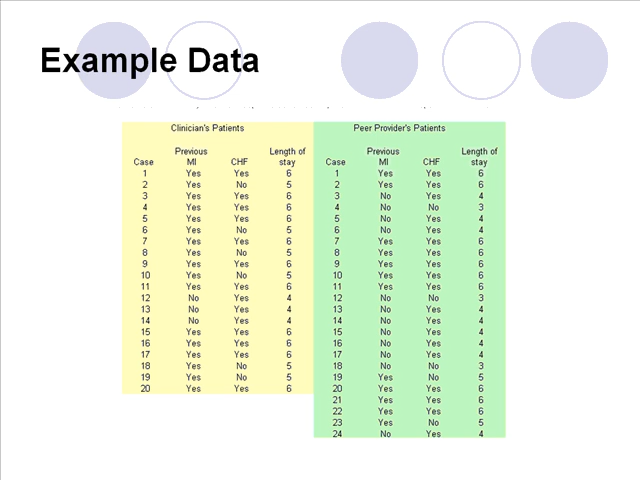 Example Data
Clinician's Patients Peer Provider's Patients
Previous Length of Previous Length of
Case MI CHF stay Case MI CHF stay
1 Yes Yes 6 1 Yes Yes 6
2 Yes No 5 2 Yes Yes 6
3 Yes Yes 6 3 No Yes 4
4 Yes Yes 6 4 No No 3
5 Yes Yes 6 5 No Yes 4
6 Yes No 5 6 No Yes 4
7 Yes Yes 6 7 Yes Yes 6
8 Yes No 5 8 Yes Yes 6
9 Yes Yes 6 9 Yes Yes 6
10 Yes No 5 10 Yes Yes 6
11 Yes Yes 6 11 Yes Yes 6
12 No Yes 4 12 No No 3
13 No Yes 4 13 No Yes 4
14 No Yes 4 14 No Yes 4
15 Yes Yes 6 15 No Yes 4
16 Yes Yes 6 16 No Yes 4
17 Yes Yes 6 17 No Yes 4
18 Yes No 5 18 No No 3
19 Yes No 5 19 Yes No 5
20 Yes Yes 6 20 Yes Yes 6
21 Yes Yes 6
22 Yes Yes 6
23 Yes No 5
24 No Yes 4